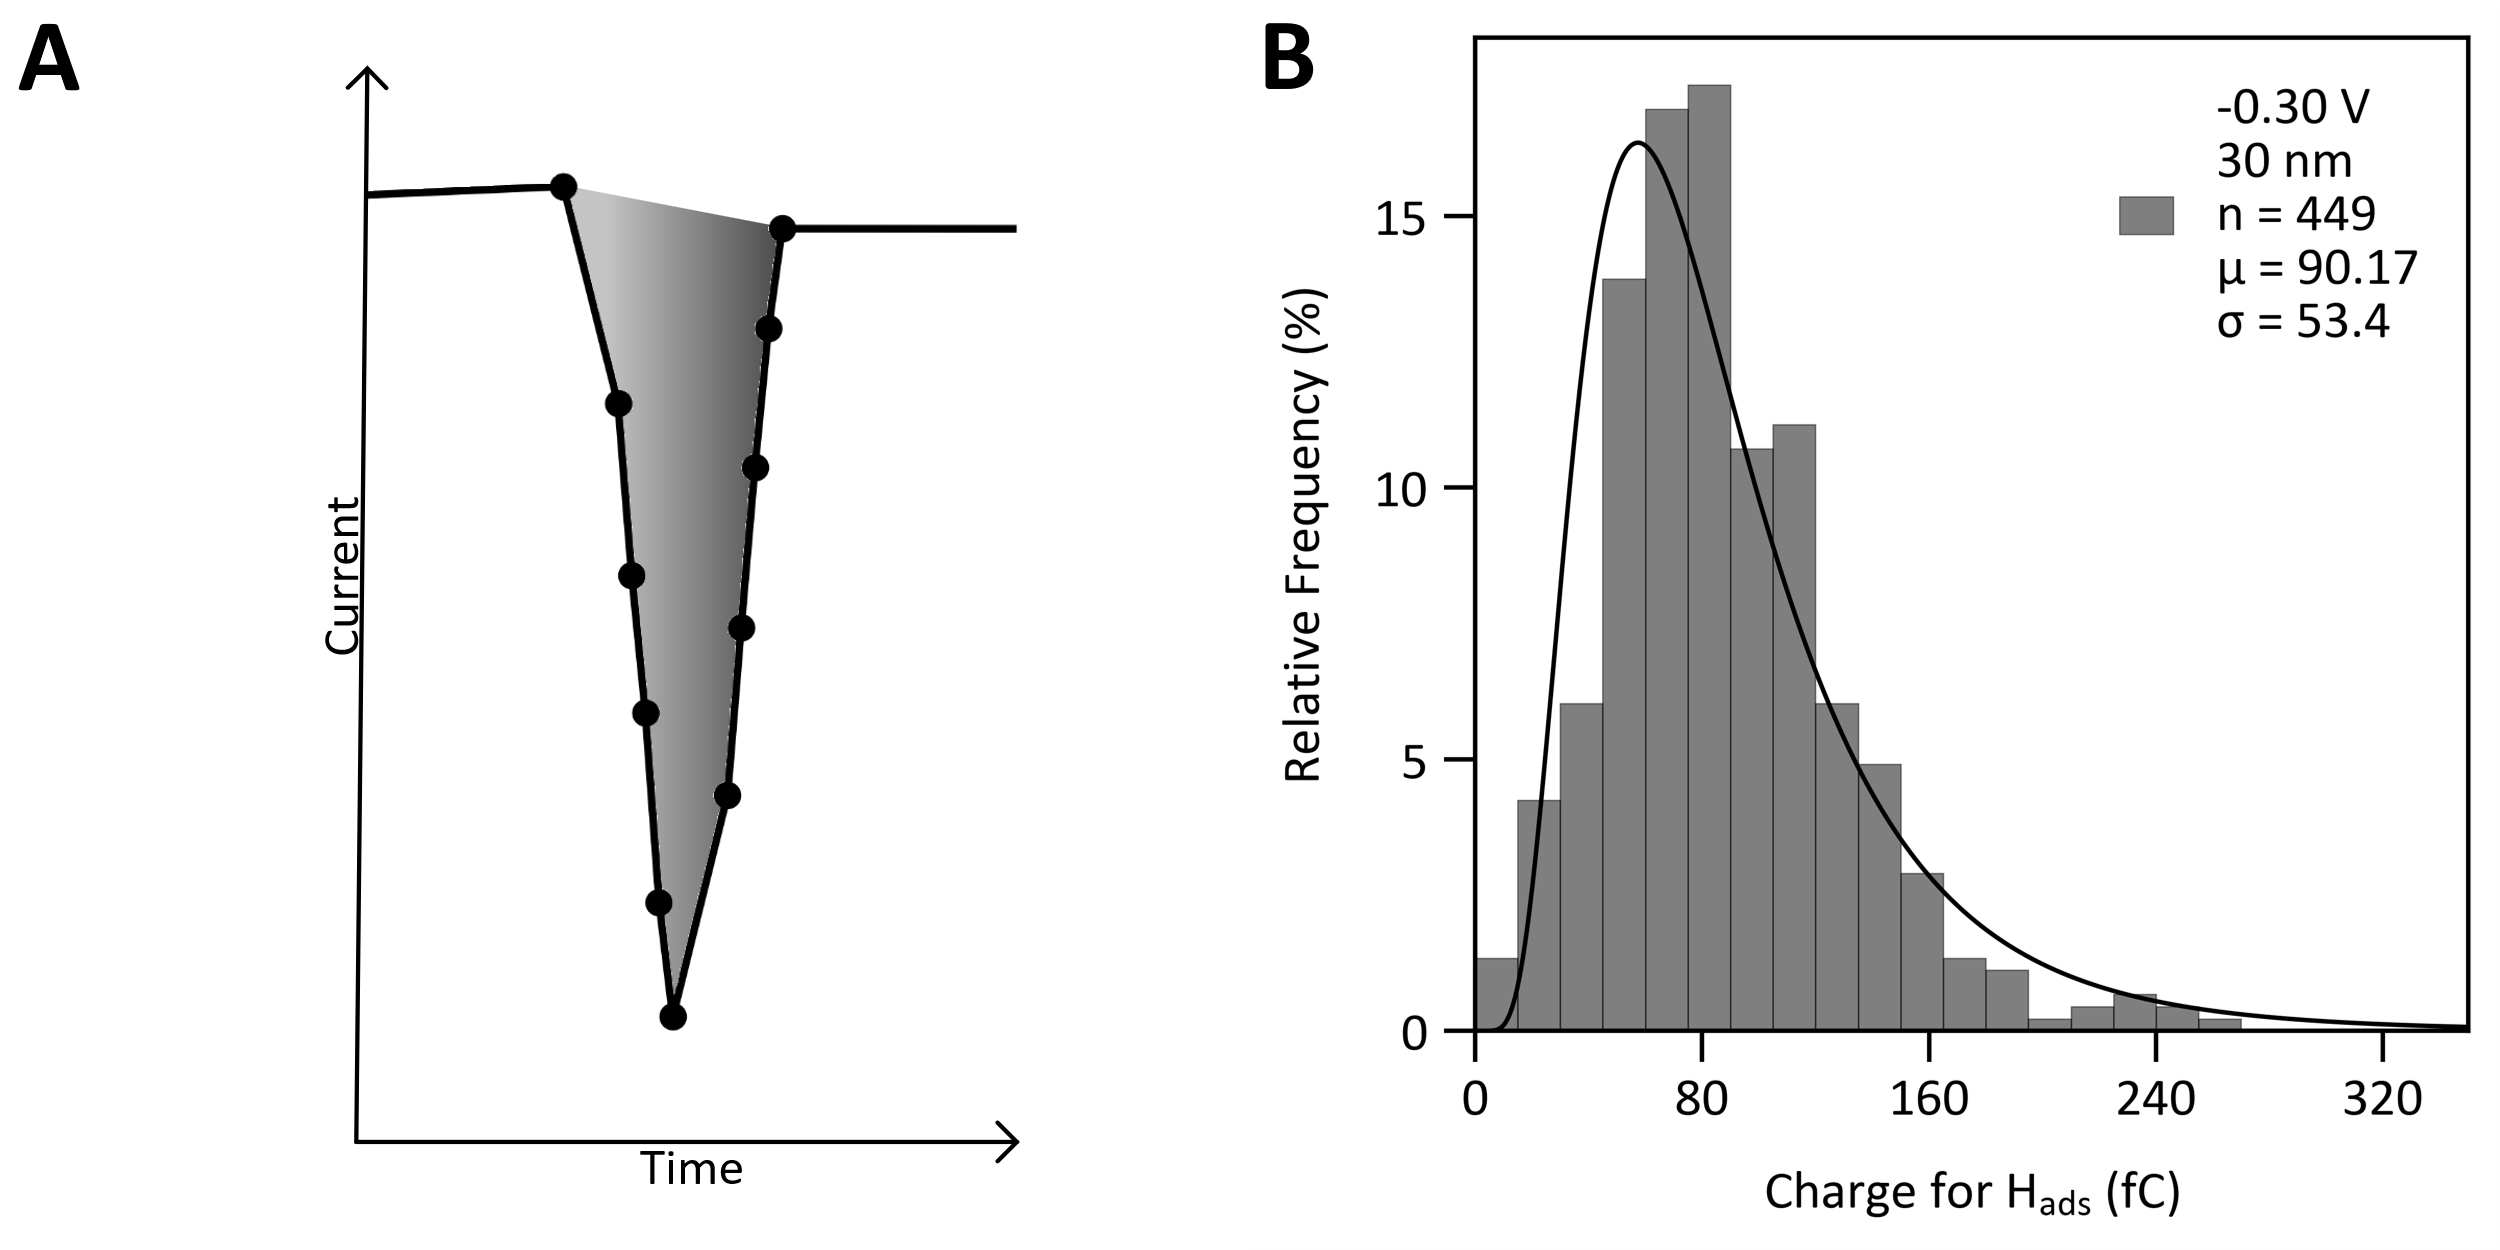 A
Current
Time
B
-0.30 V
30 nm
n = 449
μ = 90.17
σ = 53.4
Relative Frequency (%)
15
10
5
0
0 80 160 240 320
Charge for Hads (fC)